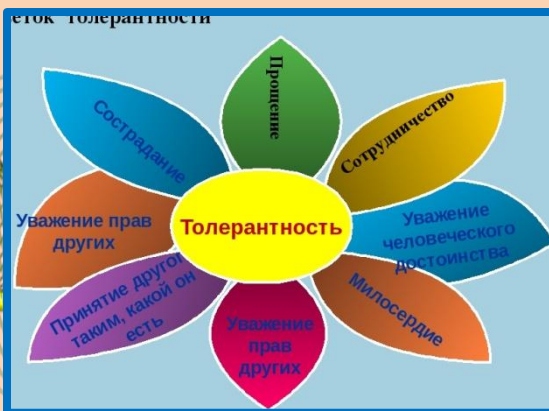 еток толерантности
Прощение
Сострадание
Сотрудничество
Уважение прав
других
Толерантность
Уважение
человеческого
достоинства
Принятие другог
таким, какой он
есть
Милосердие
Уважение
прав
других